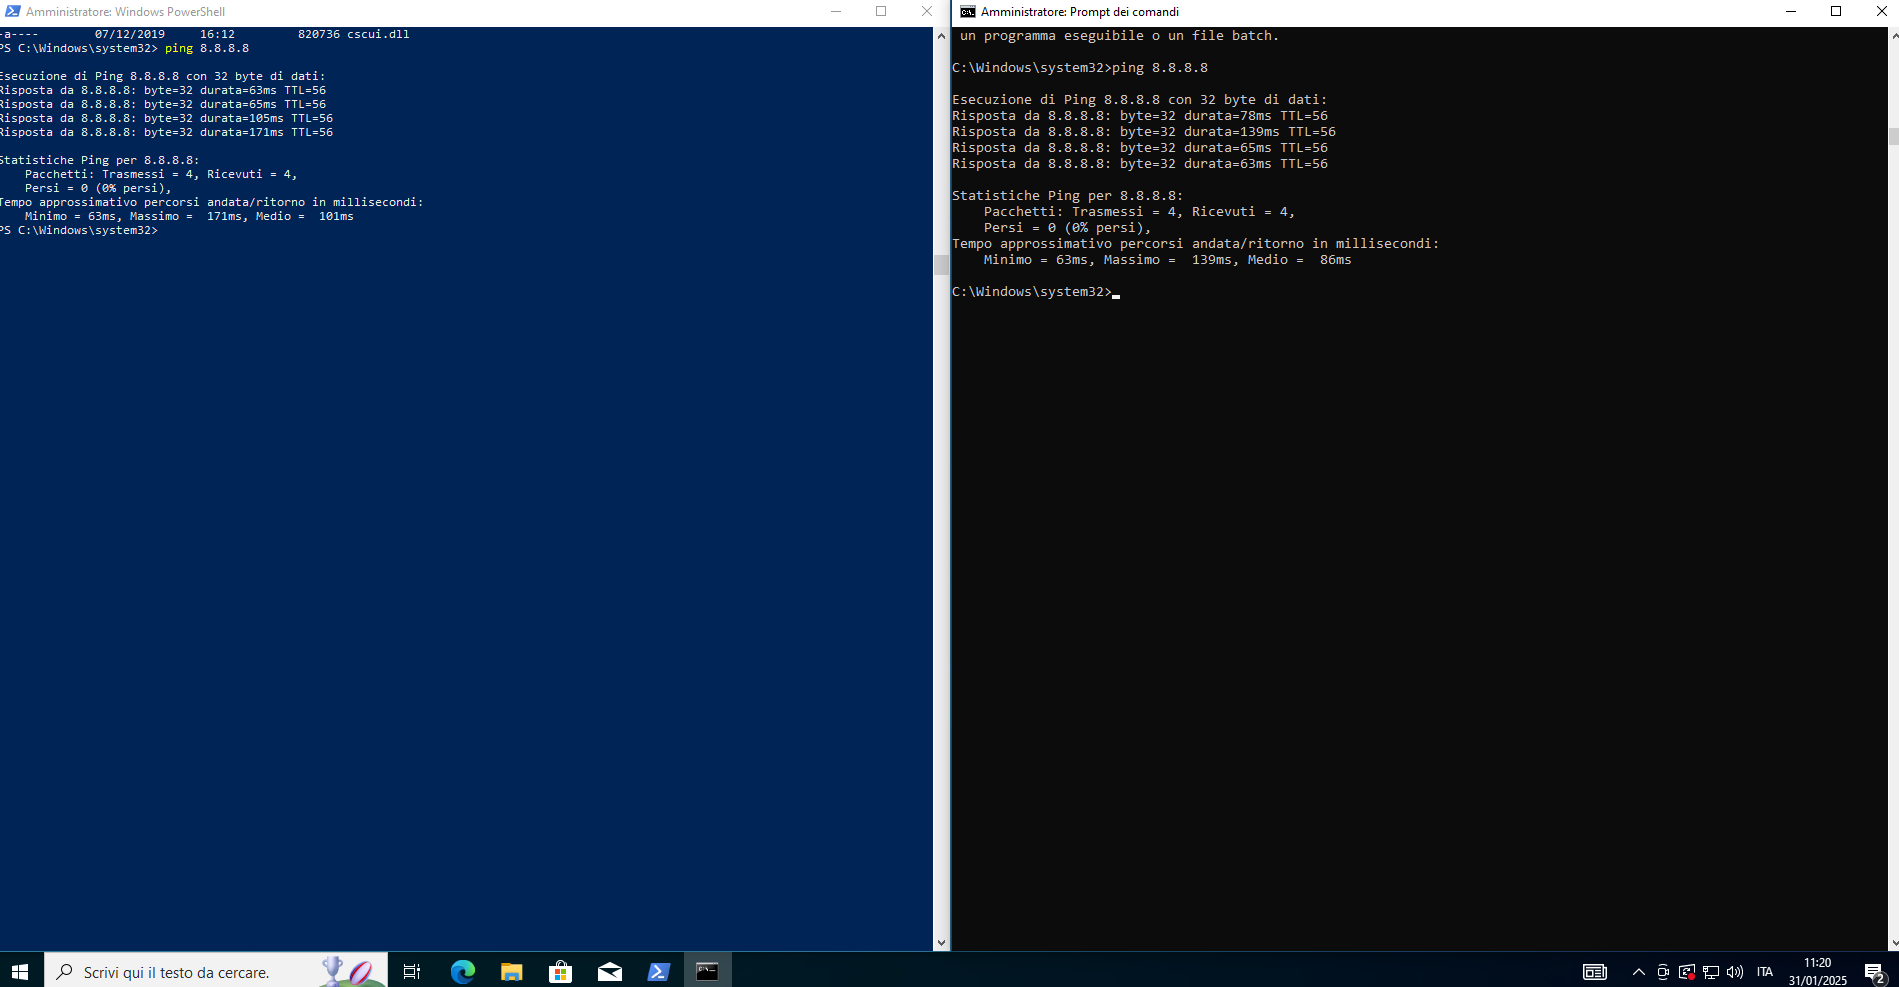 Amministratore: Windows PowerShell
-a----        07/12/2019     16:12         820736 cscui.dll
PS C:\Windows\system32> ping 8.8.8.8
Esecuzione di Ping 8.8.8.8 con 32 byte di dati:
Risposta da 8.8.8.8: byte=32 durata=63ms TTL=56
Risposta da 8.8.8.8: byte=32 durata=65ms TTL=56
Risposta da 8.8.8.8: byte=32 durata=105ms TTL=56
Risposta da 8.8.8.8: byte=32 durata=171ms TTL=56
Statistiche Ping per 8.8.8.8:
    Pacchetti: Trasmessi = 4, Ricevuti = 4,
    Persi = 0 (0% persi),
Tempo approssimativo percorsi andata/ritorno in millisecondi:
    Minimo = 63ms, Massimo =  171ms, Medio =  101ms
PS C:\Windows\system32>
Amministratore: Prompt dei comandi
 un programma eseguibile o un file batch.
C:\Windows\system32>ping 8.8.8.8
Esecuzione di Ping 8.8.8.8 con 32 byte di dati:
Risposta da 8.8.8.8: byte=32 durata=78ms TTL=56
Risposta da 8.8.8.8: byte=32 durata=139ms TTL=56
Risposta da 8.8.8.8: byte=32 durata=65ms TTL=56
Risposta da 8.8.8.8: byte=32 durata=63ms TTL=56
Statistiche Ping per 8.8.8.8:
    Pacchetti: Trasmessi = 4, Ricevuti = 4,
    Persi = 0 (0% persi),
Tempo approssimativo percorsi andata/ritorno in millisecondi:
    Minimo = 63ms, Massimo =  139ms, Medio =  86ms
C:\Windows\system32>
Scrivi qui il testo da cercare.
ITA
11:20
31/01/2025
2